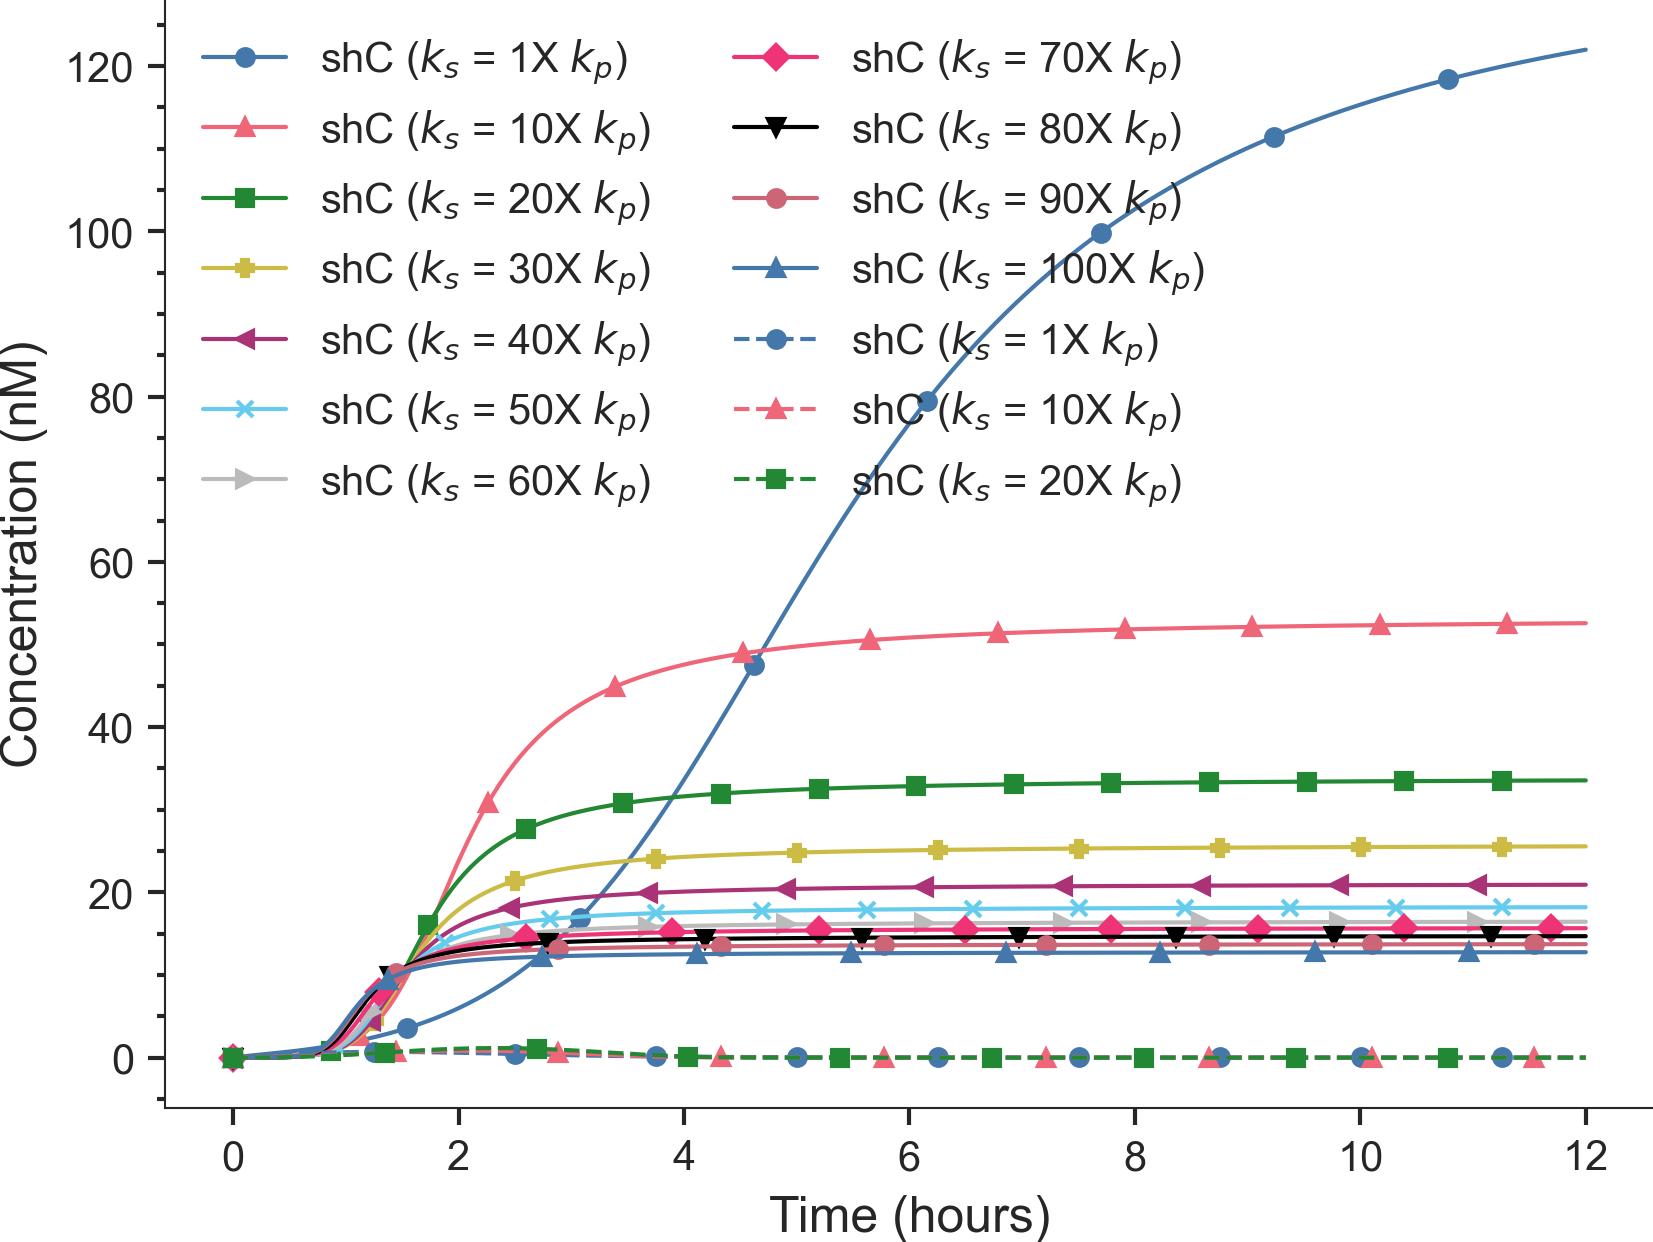 120
100
80
60
40
20
0
Concentration (nM)
shC (kₛ = 1X kₚ)
shC (kₛ = 10X kₚ)
shC (kₛ = 20X kₚ)
shC (kₛ = 30X kₚ)
shC (kₛ = 40X kₚ)
shC (kₛ = 50X kₚ)
shC (kₛ = 60X kₚ)
shC (kₛ = 70X kₚ)
shC (kₛ = 80X kₚ)
shC (kₛ = 90X kₚ)
shC (kₛ = 100X kₚ)
shC (kₛ = 1X kₚ)
shC (kₛ = 10X kₚ)
shC (kₛ = 20X kₚ)
0 2 4 6 8 10 12
Time (hours)